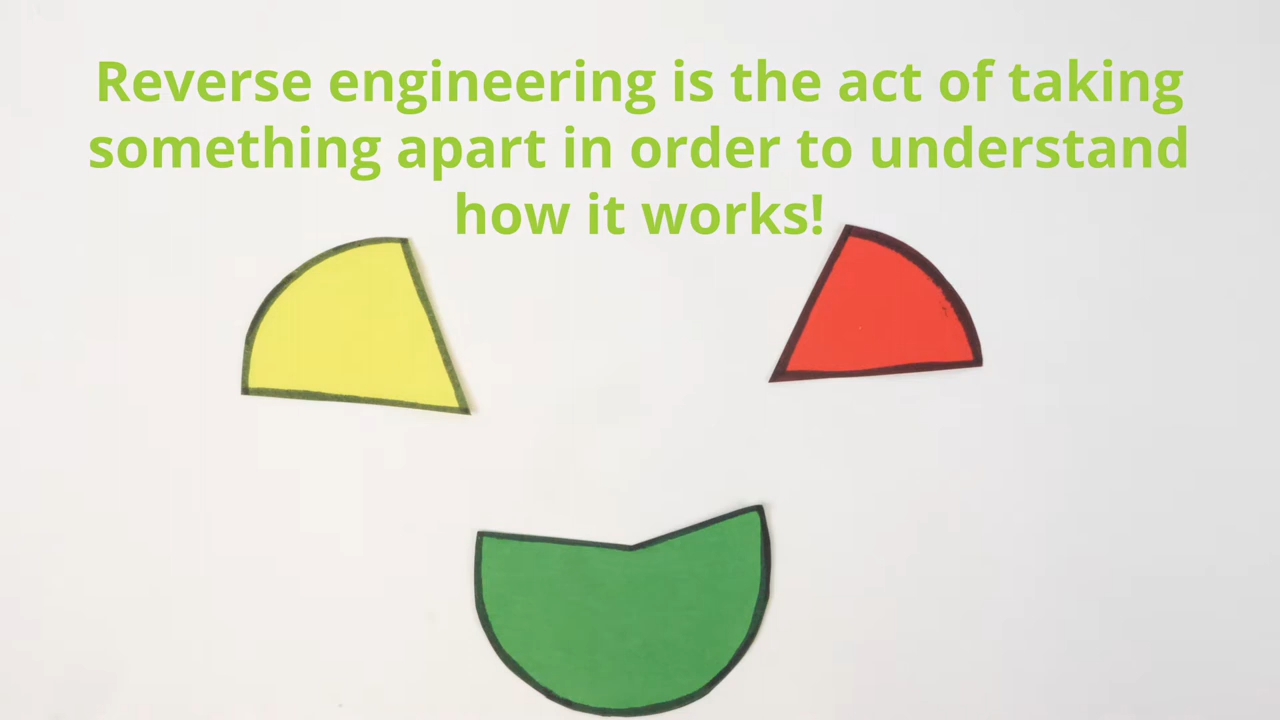 Reverse engineering is the act of taking
something apart in order to understand
how it works!